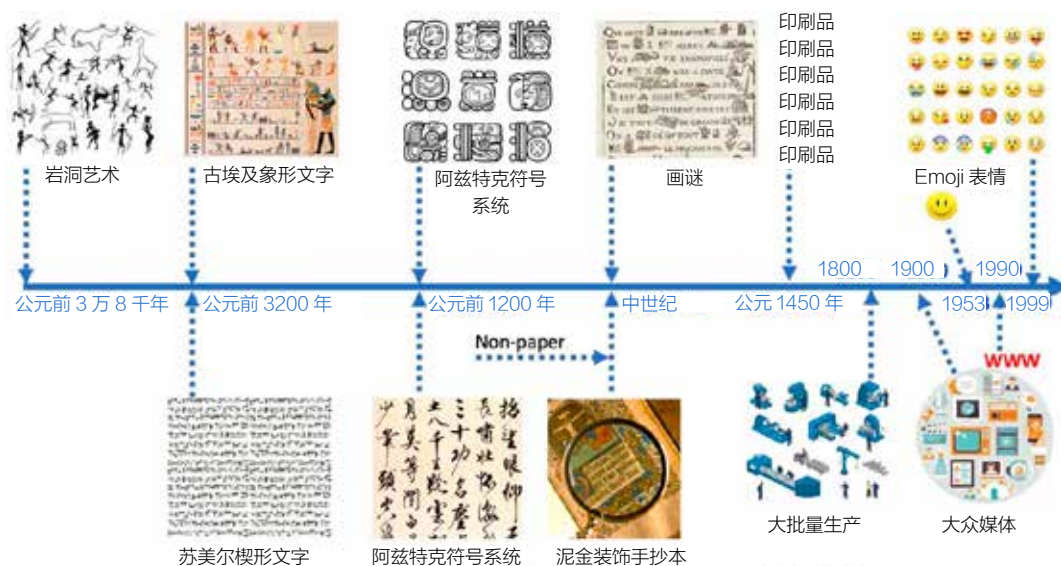 印刷品
印刷品
印刷品
印刷品
印刷品
印刷品
岩洞艺术
古埃及象形文字
阿兹特克符号
系统
画谜
Emoji 表情
1800
1900
1990
公元前 3 万 8 千年
公元前 3200 年
公元前 1200 年
中世纪
公元 1450 年
1953
1999
Non-paper
WWW
苏美尔楔形文字
阿兹特克符号系统
泥金装饰手抄本
大批量生产
大众媒体